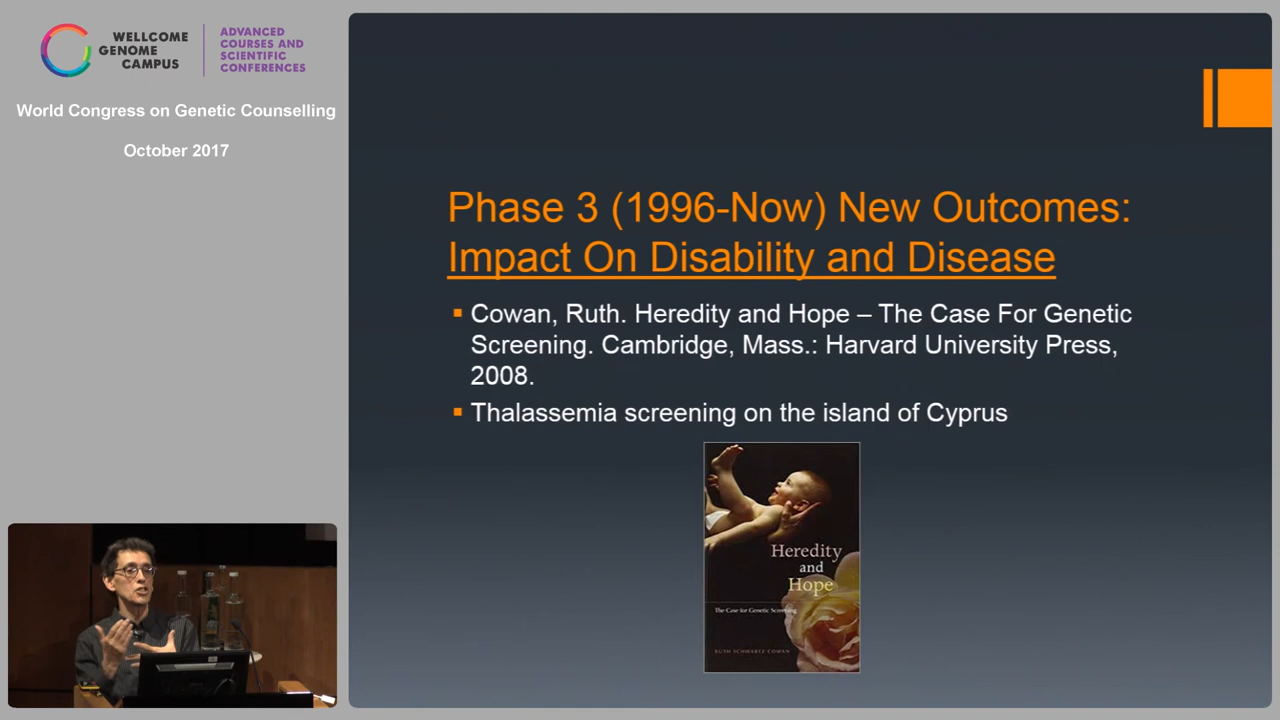 WELLCOME
GENOME
CAMPUS
ADVANCED
COURSES AND
SCIENTIFIC
CONFERENCES
World Congress on Genetic Counselling
October 2017
Phase 3 (1996-Now) New Outcomes:
Impact On Disability and Disease
Cowan, Ruth. Heredity and Hope – The Case For Genetic
Screening. Cambridge, Mass.: Harvard University Press,
2008.
Thalassemia screening on the island of Cyprus
Heredity
and
Hope
The Case for Genetic Screening
RUTH SCHWARTZ COWAN